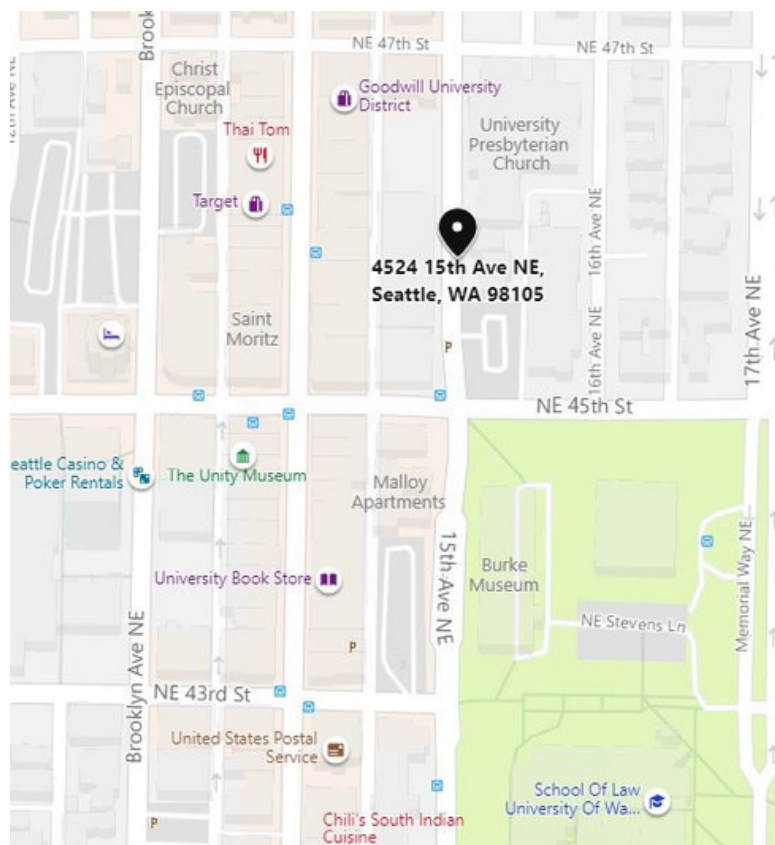 Brook
NE 47th St
NE 47th St
12th Ave NE
Christ
Episcopal
Church
Goodwill University
District
Thai Tom
University
Presbyterian
Church
Target
16th Ave NE
4524 15th Ave NE,
Seattle, WA 98105
Saint
Moritz
P
16th Ave NE
17th Ave NE
NE 45th St
eattle Casino &
Poker Rentals
The Unity Museum
Malloy
Apartments
15th Ave NE
Burke
Museum
University Book Store
NE Stevens Ln
Memorial Way NE
Brooklyn Ave NE
P
NE 43rd St
United States Postal
Service
School Of Law
University Of Wa...
P
Chili's South Indian
Cuisine